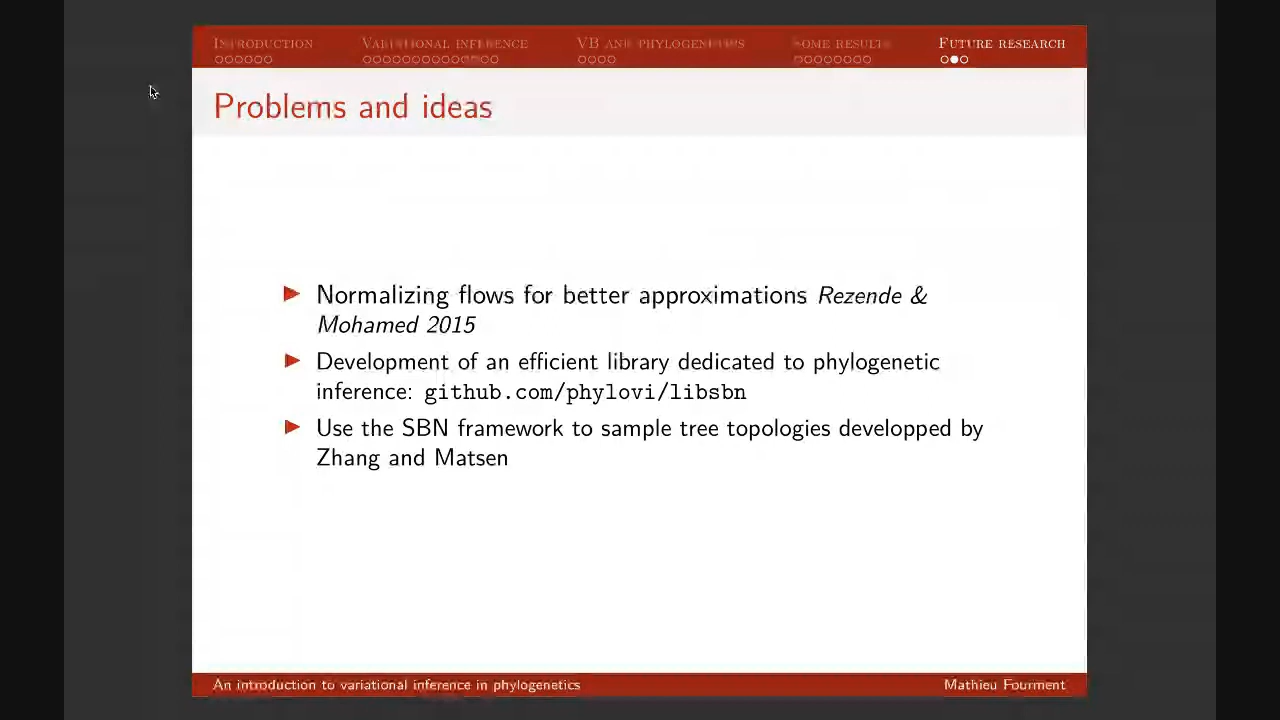 Introduction Variational inference VB and phylogenetics Some results Future research
Problems and ideas
Normalizing flows for better approximations Rezende &
Mohamed 2015
Development of an efficient library dedicated to phylogenetic
inference: github.com/phylovi/libsbn
Use the SBN framework to sample tree topologies developped by
Zhang and Matsen
An introduction to variational inference in phylogenetics Mathieu Fourment